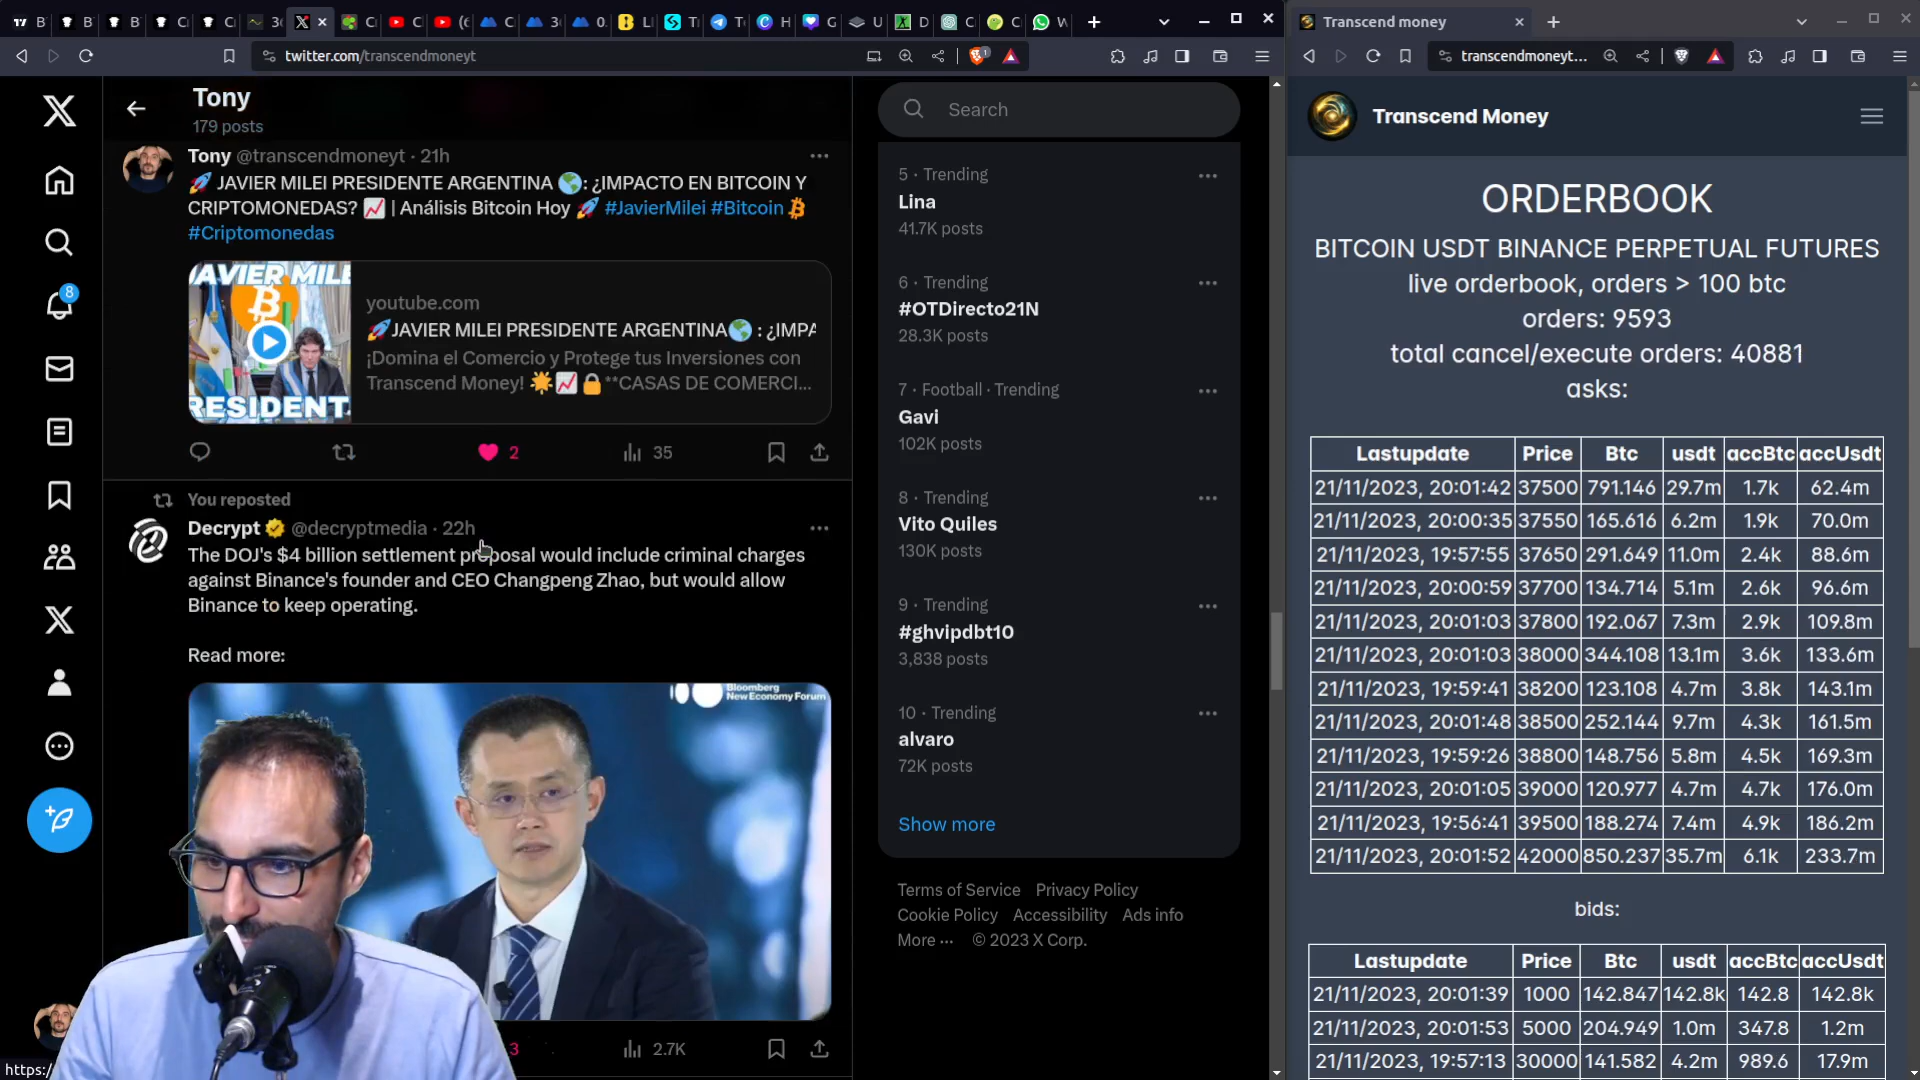 twitter.com/transcendmoneyt
Tony
179 posts
Tony @transcendmoneyt · 21h
🚀 JAVIER MILEI PRESIDENTE ARGENTINA 🌎: ¿IMPACTO EN BITCOIN Y
CRIPTOMONEDAS? 📈 | Análisis Bitcoin Hoy 🚀 #JavierMilei #Bitcoin
#Criptomonedas
JAVIER MILE
PRESIDENT
youtube.com
🚀JAVIER MILEI PRESIDENTE ARGENTINA🌎 : ¿IMPA
¡Domina el Comercio y Protege tus Inversiones con
Transcend Money! 🌟📈🔒**CASAS DE COMERCI...
2
35
You reposted
Decrypt @decryptmedia · 22h
The DOJ's $4 billion settlement proposal would include criminal charges
against Binance's founder and CEO Changpeng Zhao, but would allow
Binance to keep operating.
Read more:
Bloomberg
New Economy Forum
3
2.7K
8
https:/
Search
5 · Trending
Lina
41.7K posts
6 · Trending
#OTDirecto21N
28.3K posts
7 · Football · Trending
Gavi
102K posts
8 · Trending
Vito Quiles
130K posts
9 · Trending
#ghvipdbt10
3,838 posts
10 · Trending
alvaro
72K posts
Show more
Terms of Service Privacy Policy
Cookie Policy Accessibility Ads info
More ··· © 2023 X Corp.
Transcend money
transcendmoneyt...
Transcend Money
ORDERBOOK
BITCOIN USDT BINANCE PERPETUAL FUTURES
live orderbook, orders > 100 btc
orders: 9593
total cancel/execute orders: 40881
asks:
Lastupdate Price Btc usdt accBtc accUsdt
21/11/2023, 20:01:42 37500 791.146 29.7m 1.7k 62.4m
21/11/2023, 20:00:35 37550 165.616 6.2m 1.9k 70.0m
21/11/2023, 19:57:55 37650 291.649 11.0m 2.4k 88.6m
21/11/2023, 20:00:59 37700 134.714 5.1m 2.6k 96.6m
21/11/2023, 20:01:03 37800 192.067 7.3m 2.9k 109.8m
21/11/2023, 20:01:03 38000 344.108 13.1m 3.6k 133.6m
21/11/2023, 19:59:41 38200 123.108 4.7m 3.8k 143.1m
21/11/2023, 20:01:48 38500 252.144 9.7m 4.3k 161.5m
21/11/2023, 19:59:26 38800 148.756 5.8m 4.5k 169.3m
21/11/2023, 20:01:05 39000 120.977 4.7m 4.7k 176.0m
21/11/2023, 19:56:41 39500 188.274 7.4m 4.9k 186.2m
21/11/2023, 20:01:52 42000 850.237 35.7m 6.1k 233.7m
bids:
Lastupdate Price Btc usdt accBtc accUsdt
21/11/2023, 20:01:39 1000 142.847 142.8k 142.8 142.8k
21/11/2023, 20:01:53 5000 204.949 1.0m 347.8 1.2m
21/11/2023, 19:57:13 30000 141.582 4.2m 989.6 17.9m